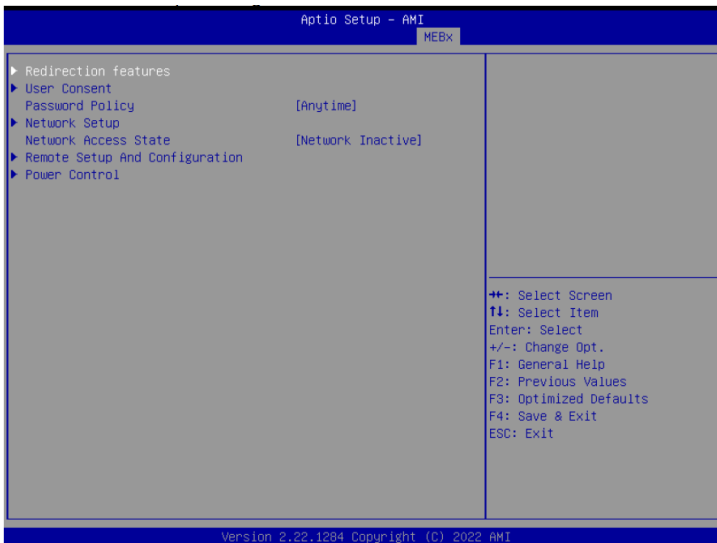 Aptio Setup - AMI
MEBx
▶ Redirection features
▶ User Consent
Password Policy [Anytime]
▶ Network Setup
Network Access State [Network Inactive]
▶ Remote Setup And Configuration
▶ Power Control
→←: Select Screen
↑↓: Select Item
Enter: Select
+/-: Change Opt.
F1: General Help
F2: Previous Values
F3: Optimized Defaults
F4: Save & Exit
ESC: Exit
Version 2.22.1284 Copyright (C) 2022 AMI